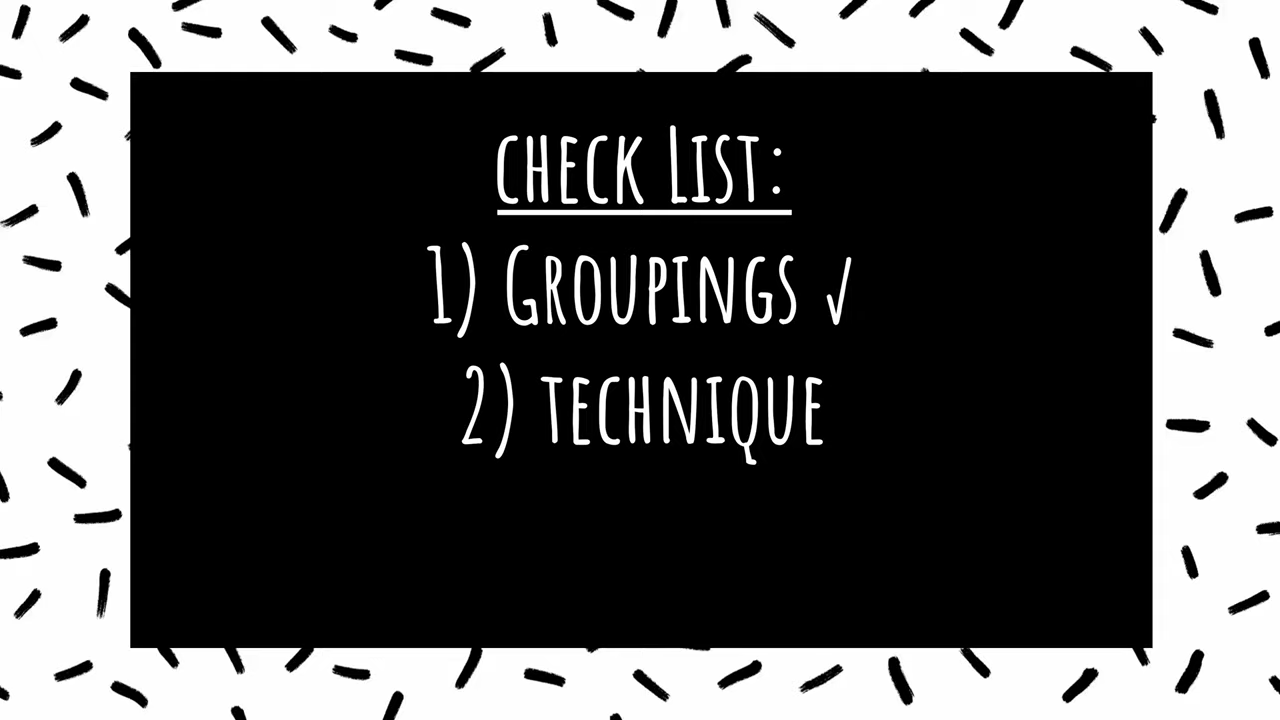 CHECK LIST:
1) GROUPINGS √
2) TECHNIQUE